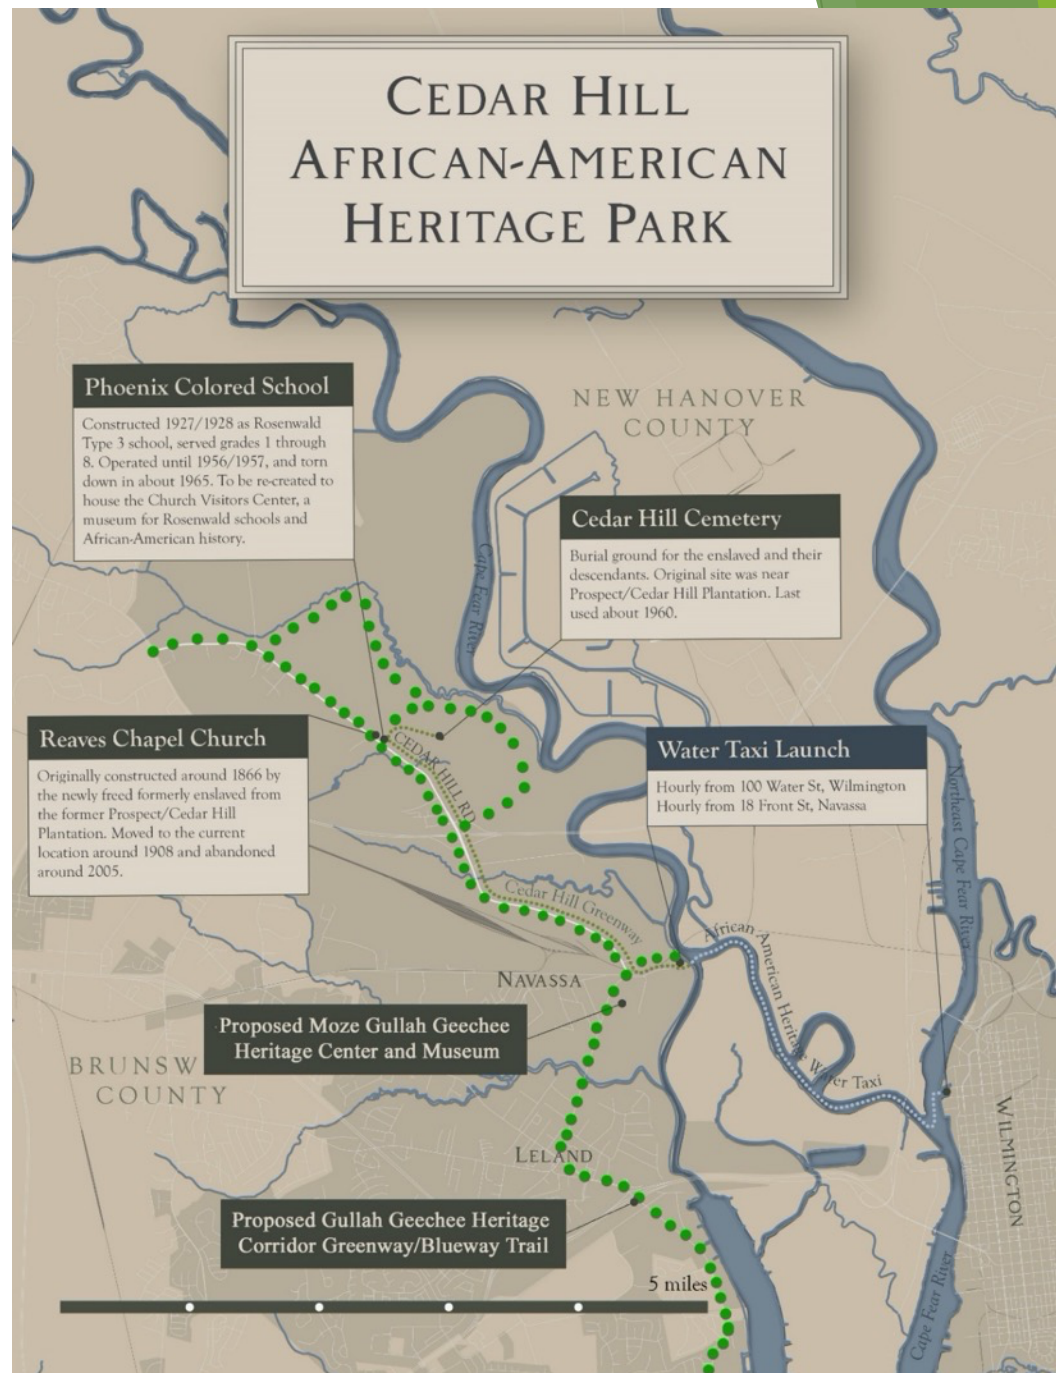 CEDAR HILL
AFRICAN-AMERICAN
HERITAGE PARK
Phoenix Colored School
Constructed 1927/1928 as Rosenwald
Type 3 school, served grades 1 through
8. Operated until 1956/1957, and torn
down in about 1965. To be re-created to
house the Church Visitors Center, a
museum for Rosenwald schools and
African-American history.
NEW HANOVER
COUNTY
Cedar Hill Cemetery
Burial ground for the enslaved and their
descendants. Original site was near
Prospect/Cedar Hill Plantation. Last
used about 1960.
Cape Fear River
Reaves Chapel Church
Originally constructed around 1866 by
the newly freed formerly enslaved from
the former Prospect/Cedar Hill
Plantation. Moved to the current
location around 1908 and abandoned
around 2005.
CEDAR HILL RD
Water Taxi Launch
Hourly from 100 Water St, Wilmington
Hourly from 18 Front St, Navassa
Northeast Cape Fear River
Cedar Hill Greenway
African-American Heritage Water Taxi
NAVASSA
Proposed Moze Gullah Geechee
Heritage Center and Museum
BRUNSW
COUNTY
LELAND
WILMINGTON
Proposed Gullah Geechee Heritage
Corridor Greenway/Blueway Trail
5 miles
Cape Fear River